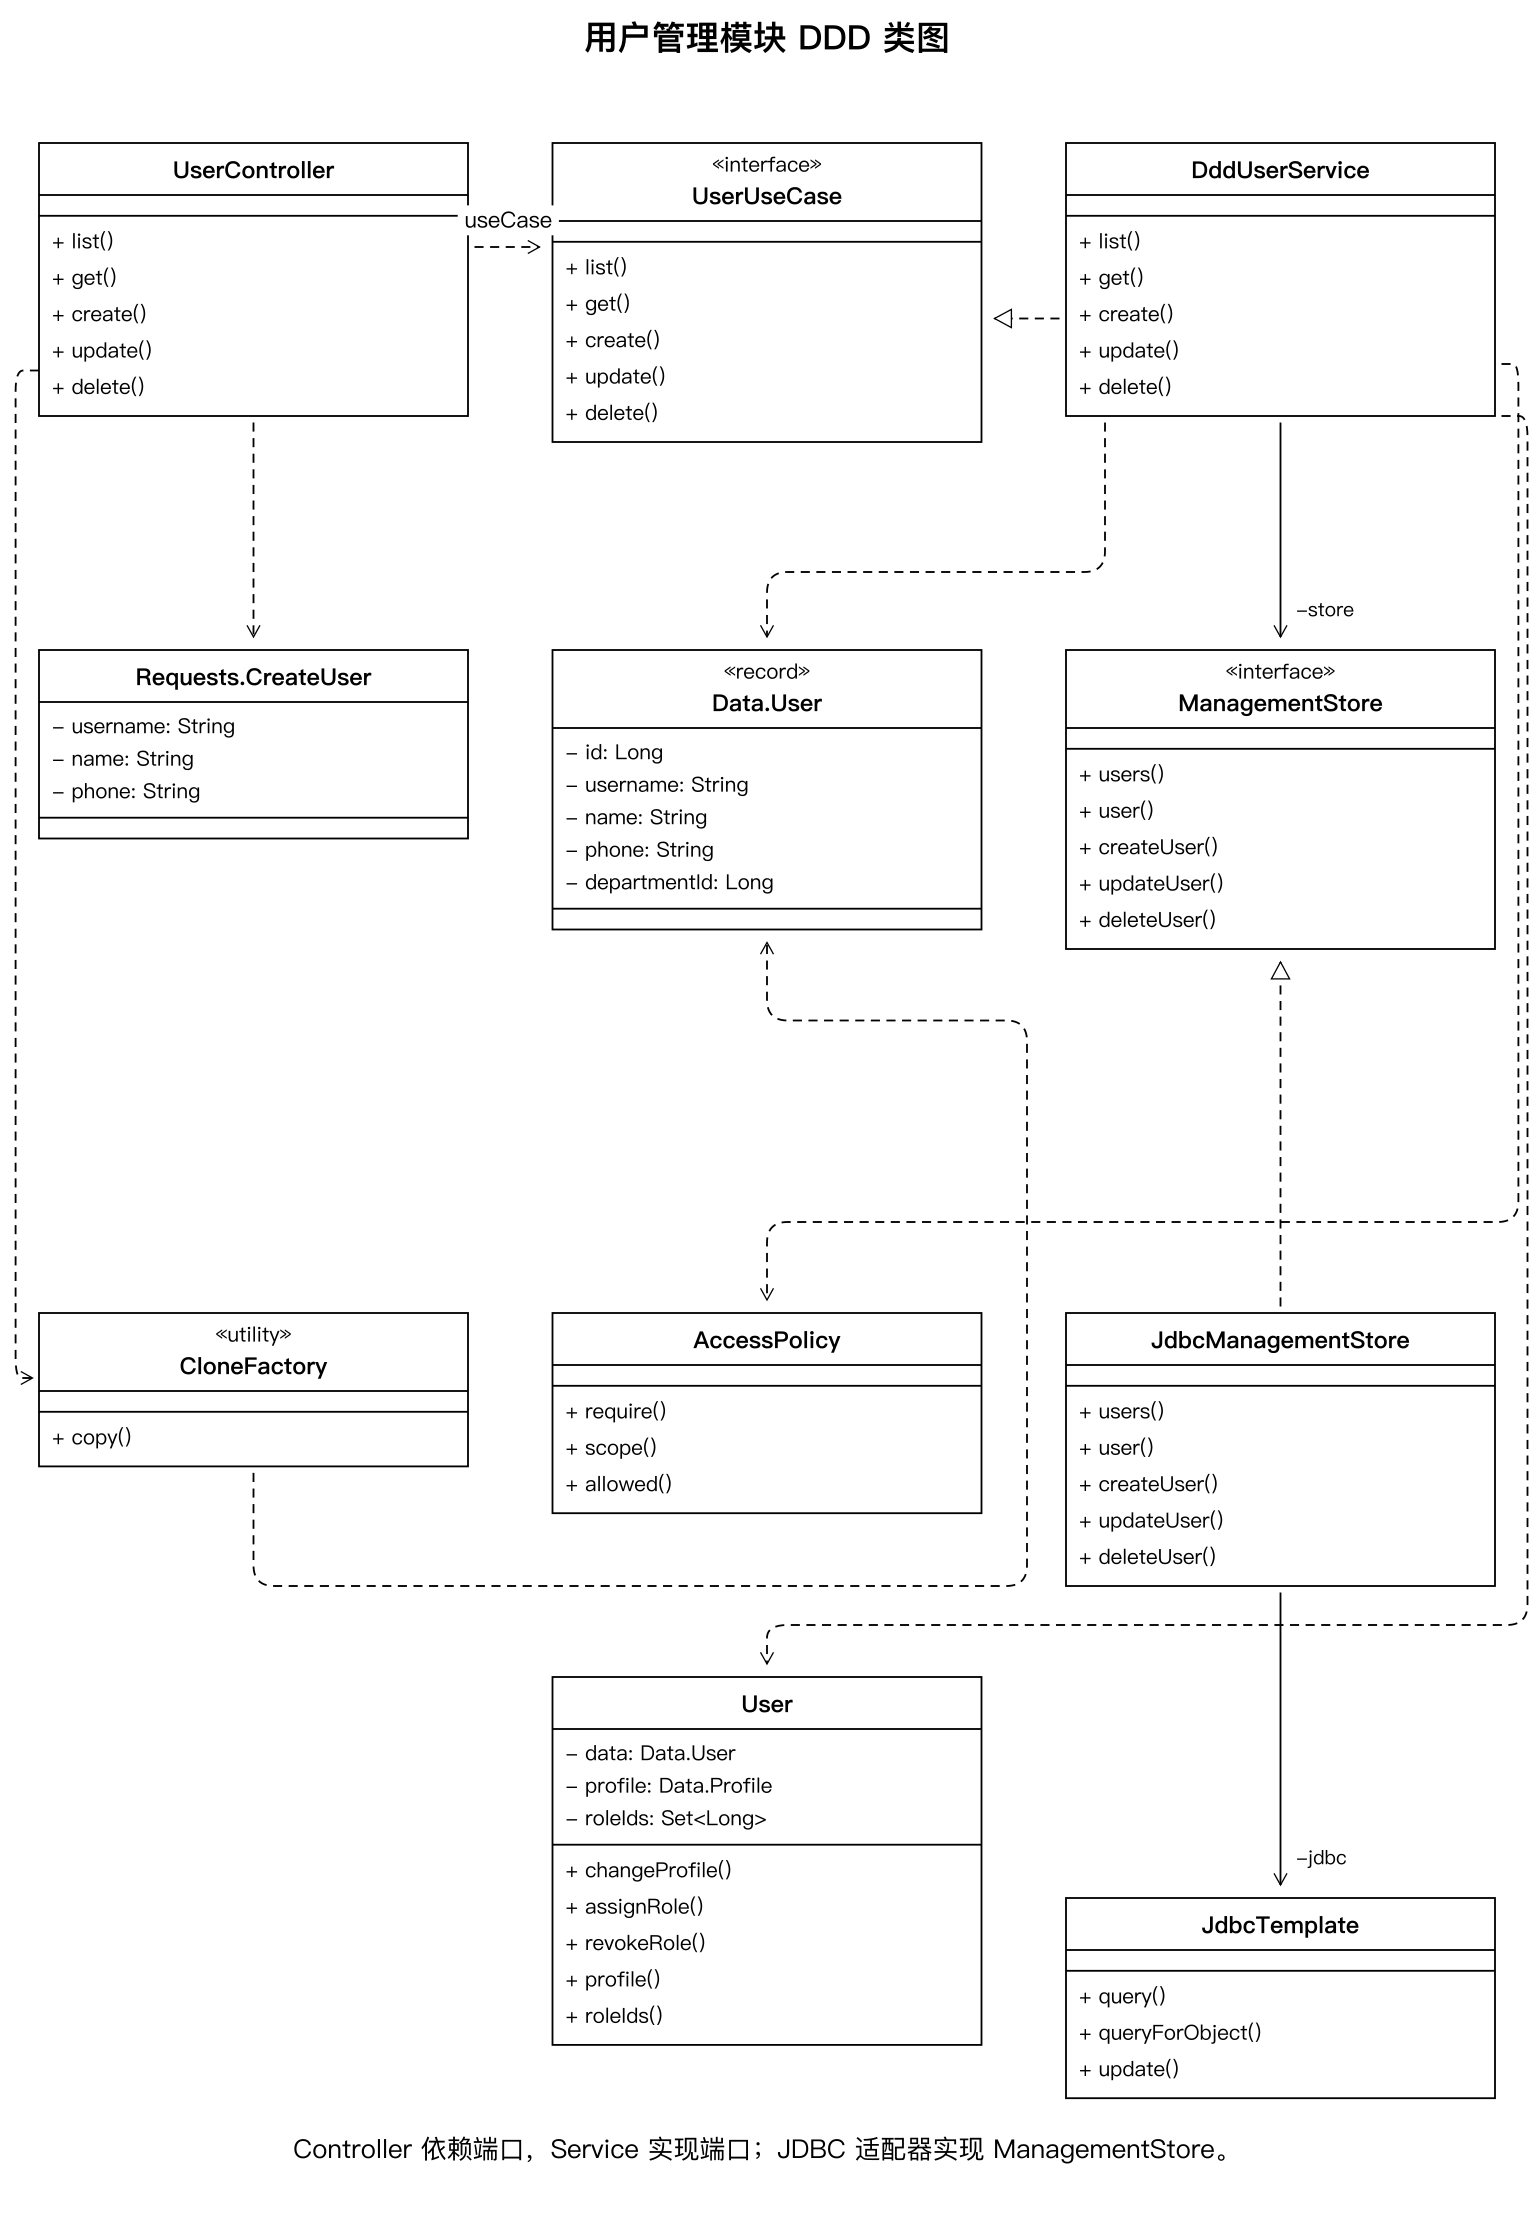 用户管理模块 DDD 类图
UserController
+ list()
+ get()
+ create()
+ update()
+ delete()
useCase
«interface»
UserUseCase
+ list()
+ get()
+ create()
+ update()
+ delete()
DddUserService
+ list()
+ get()
+ create()
+ update()
+ delete()
–store
Requests.CreateUser
– username: String
– name: String
– phone: String
«record»
Data.User
– id: Long
– username: String
– name: String
– phone: String
– departmentId: Long
«interface»
ManagementStore
+ users()
+ user()
+ createUser()
+ updateUser()
+ deleteUser()
«utility»
CloneFactory
+ copy()
AccessPolicy
+ require()
+ scope()
+ allowed()
JdbcManagementStore
+ users()
+ user()
+ createUser()
+ updateUser()
+ deleteUser()
User
– data: Data.User
– profile: Data.Profile
– roleIds: Set<Long>
+ changeProfile()
+ assignRole()
+ revokeRole()
+ profile()
+ roleIds()
–jdbc
JdbcTemplate
+ query()
+ queryForObject()
+ update()
Controller 依赖端口，Service 实现端口；JDBC 适配器实现 ManagementStore。